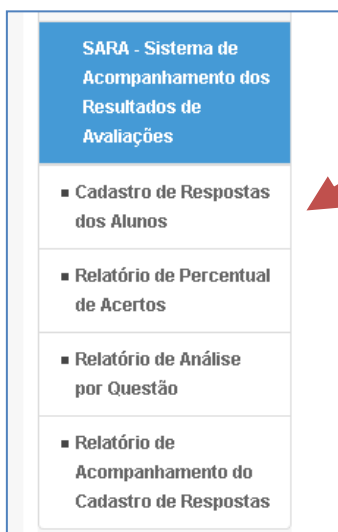 SARA - Sistema de
Acompanhamento dos
Resultados de
Avaliações
Cadastro de Respostas
dos Alunos
Relatório de Percentual
de Acertos
Relatório de Análise
por Questão
Relatório de
Acompanhamento do
Cadastro de Respostas